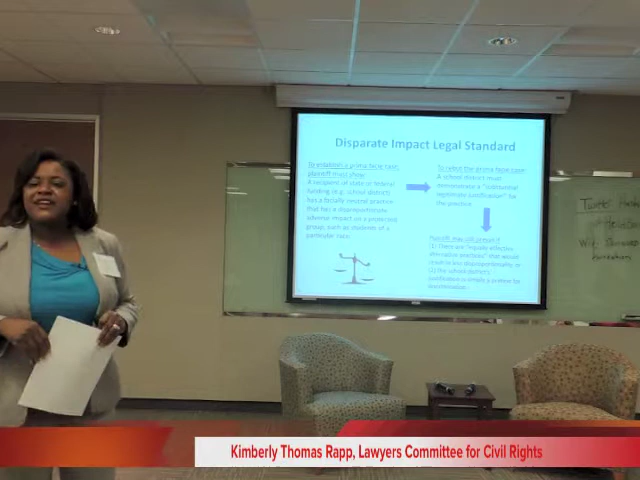 Disparate Impact Legal Standard
To establish a prima facie case,
plaintiff must show:
A recipient of state or federal
funding (e.g. school district)
has a facially neutral practice
that has a disproportionate
adverse impact on a protected
group, such as students of a
particular race.
To rebut the prima facie case
A school district must
demonstrate a "substantial
legitimate justification" for
the practice.
Plaintiff may still prevail if
(1) There are "equally effective
alternative practices" that would
result in less disproportionality or
(2) the school district's
justification is simply a pretext for
discrimination.
Kimberly Thomas Rapp, Lawyers Committee for Civil Rights